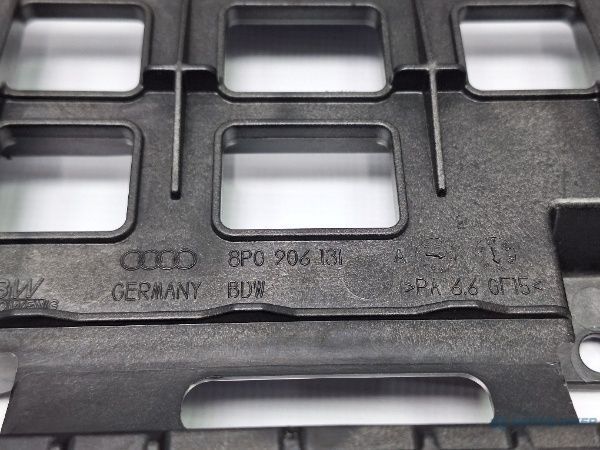 8P0 906 131 A
GERMANY BDW >PA 6.6 GF15<